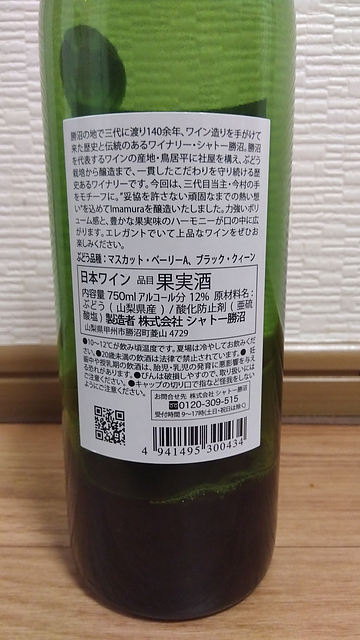 勝沼の地で三代に渡り140余年、ワイン造りを手がけて
来た歴史と伝統のあるワイナリー・シャトー勝沼。勝沼
を代表するワインの産地・鳥居平に社屋を構え、ぶどう
栽培から醸造まで、一貫したこだわりを守り続ける歴
史あるワイナリーです。今回は、三代目当主・今村の手
をモチーフに。"妥協を許さない頑固なまでの熱い想
い"を込めてImamuraを醸造いたしました。力強いボリュ
ーム感と、豊かな果実味のハーモニーが口の中に広
がります。エレガントでいて上品なワインをぜひお
楽しみください。
ぶどう品種：マスカット・ベーリーA、ブラック・クィーン
日本ワイン 品目 果実酒
内容量 750ml アルコール分 12% 原材料名：
ぶどう（山梨県産）/酸化防止剤（亜硫
酸塩）製造者 株式会社 シャトー勝沼
山梨県甲州市勝沼町菱山 4729
●10〜12℃が飲み頃温度です。夏場は冷やしてお飲みくださ
い。●20歳未満の飲酒は法律で禁止されています。●妊
娠中や授乳期の飲酒は、胎児・乳児の発育に悪影響を与え
る恐れがあります。●びんは破損しやすので、取り扱いには
ご注意ください。●キャップの切り口で指など怪我をしない
ようにご注意ください。
お問合せ先 株式会社 シャトー勝沼
0120-309-515
受付時間 9〜17時(土日・祝日は除く)
4 941495 300434